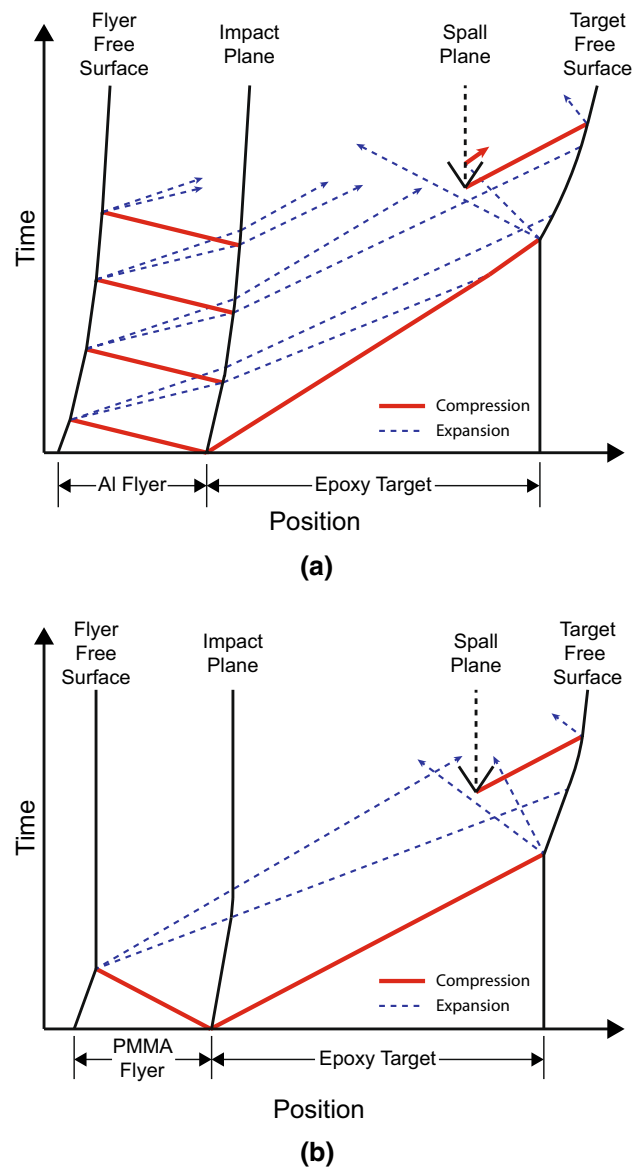 Flyer
Free
Surface
Impact
Plane
Spall
Plane
Target
Free
Surface
Time
Compression
Expansion
Al Flyer
Epoxy Target
Position
(a)
Flyer
Free
Surface
Impact
Plane
Spall
Plane
Target
Free
Surface
Time
Compression
Expansion
PMMA
Flyer
Epoxy Target
Position
(b)